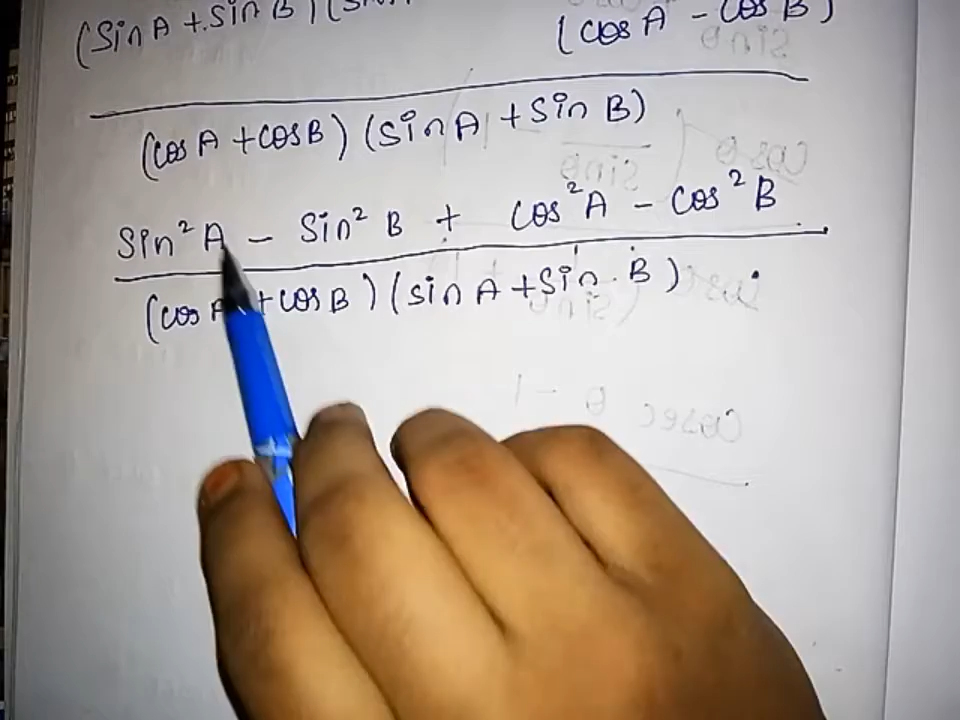 (Sin A + Sin B)
(cos A - cos B)
(cos A + cos B) (sin A + sin B)
Sin² A - Sin² B + cos² A - cos² B
(cos A + cos B) (sin A + Sin B)